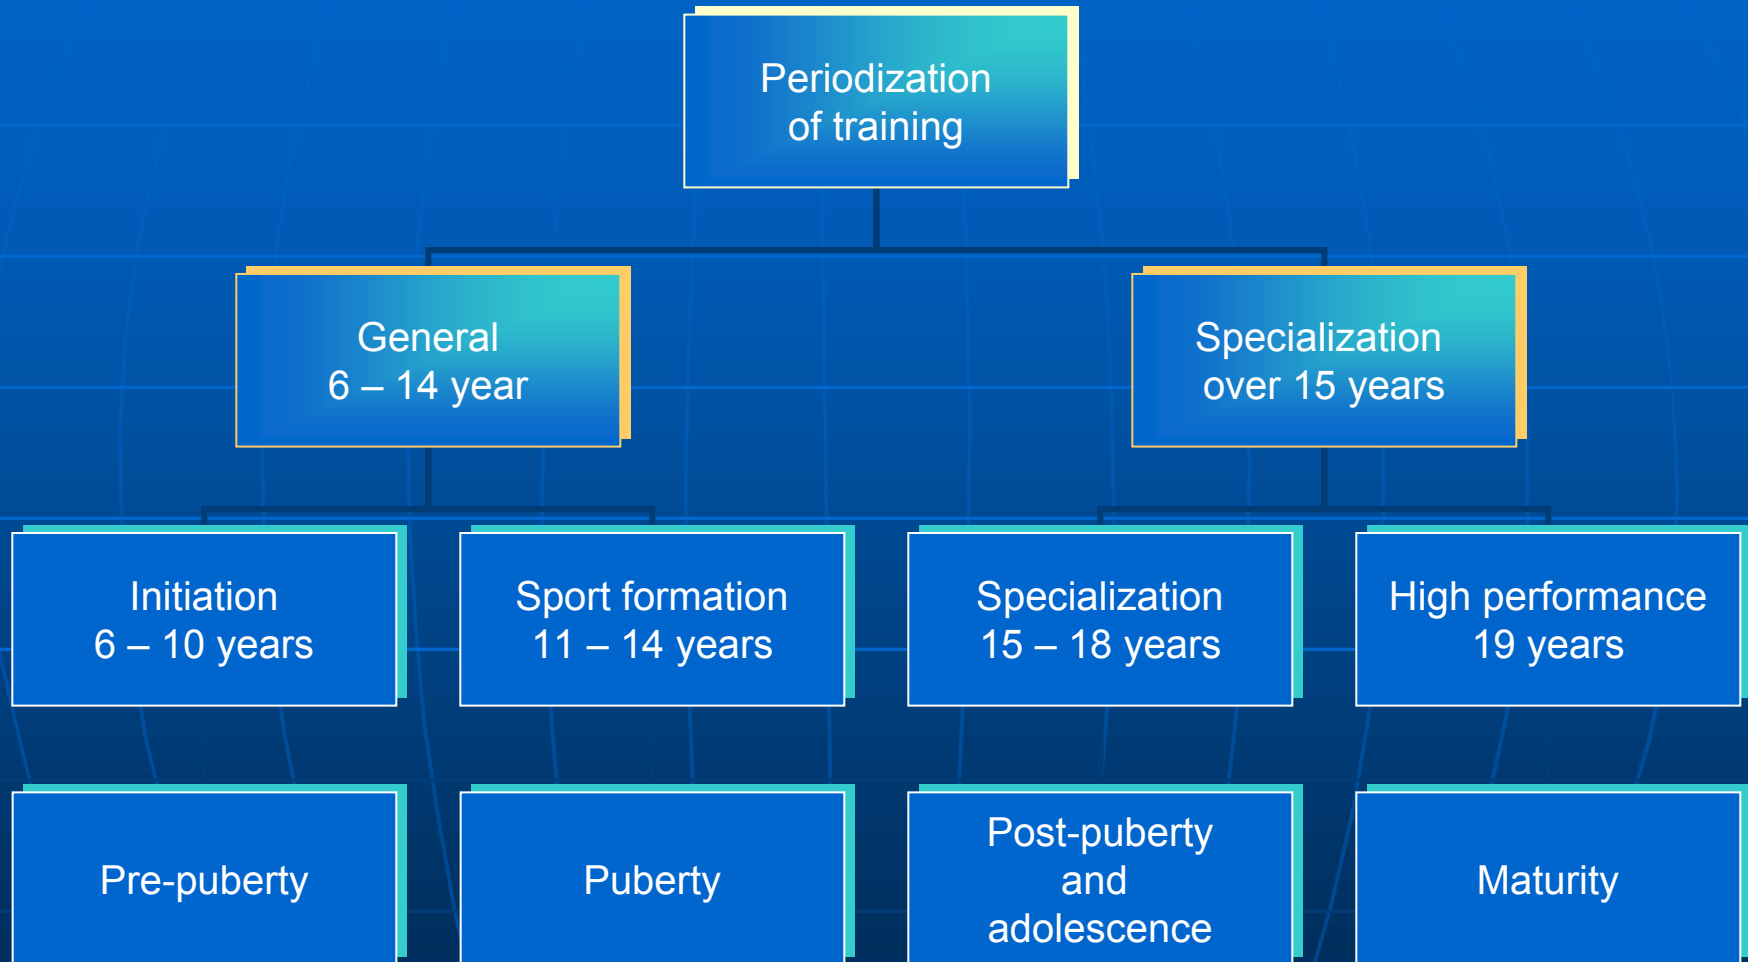 Periodization
of training
General
6 – 14 year
Specialization
over 15 years
Initiation
6 – 10 years
Sport formation
11 – 14 years
Specialization
15 – 18 years
High performance
19 years
Pre-puberty
Puberty
Post-puberty
and
adolescence
Maturity